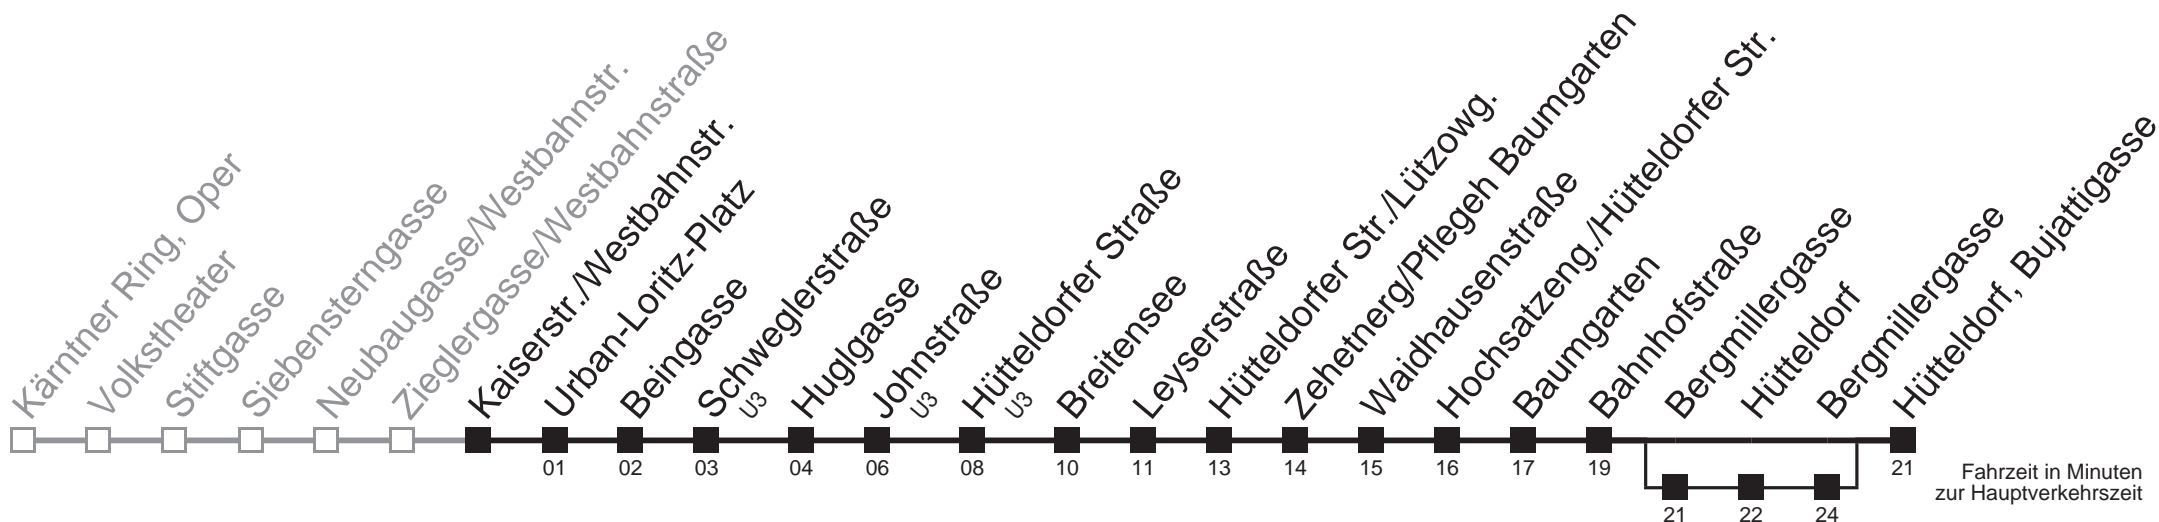 Kärntner Ring, Oper
Volkstheater
Stiftgasse
Siebensterngasse
Neubaugasse/Westbahnstr.
Zieglergasse/Westbahnstraße
Kaiserstr./Westbahnstr.
Urban-Loritz-Platz
Beingasse
Schweglerstraße
U3
Huglgasse
Johnstraße
U3
Hütteldorfer Straße
U3
Breitensee
Leyserstraße
Hütteldorfer Str./Lützowg.
Zehetnerg/Pflegeh Baumgarten
Waidhausenstraße
Hochsatzeng./Hütteldorfer Str.
Baumgarten
Bahnhofstraße
Bergmillergasse
Hütteldorf
Bergmillergasse
Hütteldorf, Bujattigasse
01 02 03 04 06 08 10 11 13 14 15 16 17 19 21
21 22 24
Fahrzeit in Minuten
zur Hauptverkehrszeit